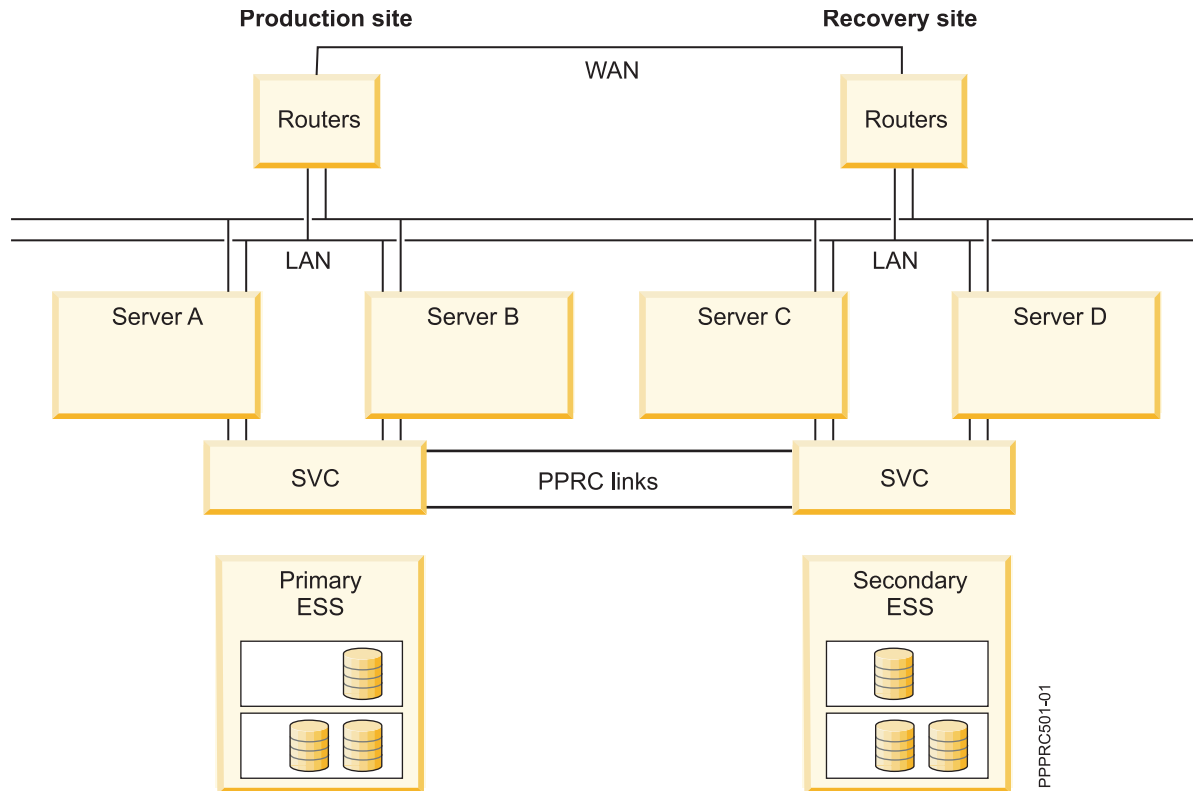 Production site
Recovery site
WAN
Routers
Routers
LAN
LAN
Server A
Server B
Server C
Server D
SVC
PPRC links
SVC
Primary
ESS
Secondary
ESS
PPPRC501-01